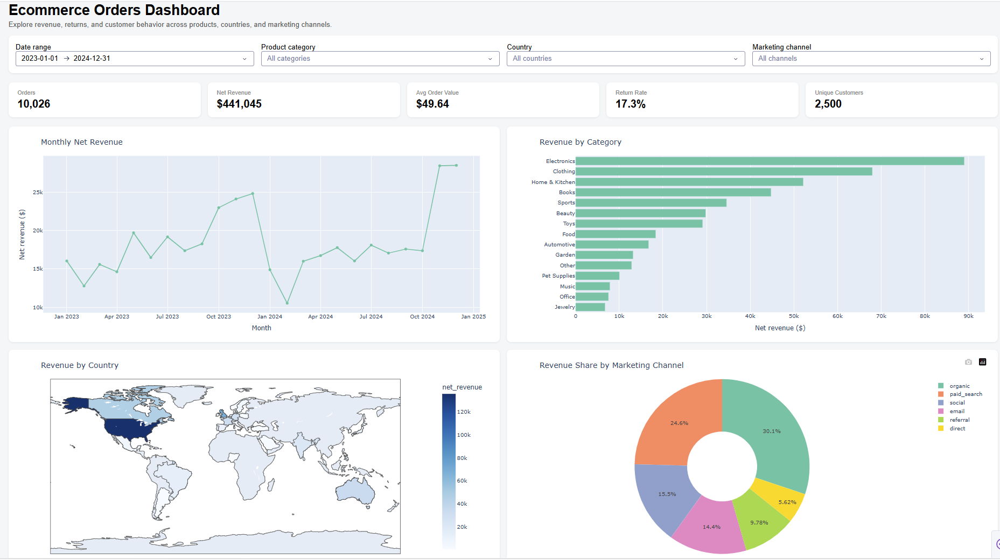 Ecommerce Orders Dashboard
Explore revenue, returns, and customer behavior across products, countries, and marketing channels.
Date range
2023-01-01 → 2024-12-31
Product category
All categories
Country
All countries
Marketing channel
All channels
Orders
10,026
Net Revenue
$441,045
Avg Order Value
$49.64
Return Rate
17.3%
Unique Customers
2,500
Monthly Net Revenue
Net revenue ($)
25k
20k
15k
10k
Jan 2023 Apr 2023 Jul 2023 Oct 2023 Jan 2024 Apr 2024 Jul 2024 Oct 2024 Jan 2025
Month
Revenue by Category
Electronics
Clothing
Home & Kitchen
Books
Sports
Beauty
Toys
Food
Automotive
Garden
Other
Pet Supplies
Music
Office
Jewelry
0 10k 20k 30k 40k 50k 60k 70k 80k 90k
Net revenue ($)
Revenue by Country
net_revenue
120k
100k
80k
60k
40k
20k
Revenue Share by Marketing Channel
30.1%
24.6%
15.5%
14.4%
9.78%
5.62%
organic
paid_search
social
email
referral
direct